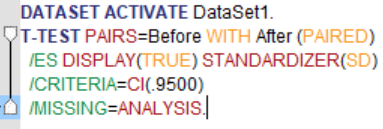 DATASET ACTIVATE DataSet1.
T-TEST PAIRS=Before WITH After (PAIRED)
/ES DISPLAY(TRUE) STANDARDIZER(SD)
/CRITERIA=CI(.9500)
/MISSING=ANALYSIS.